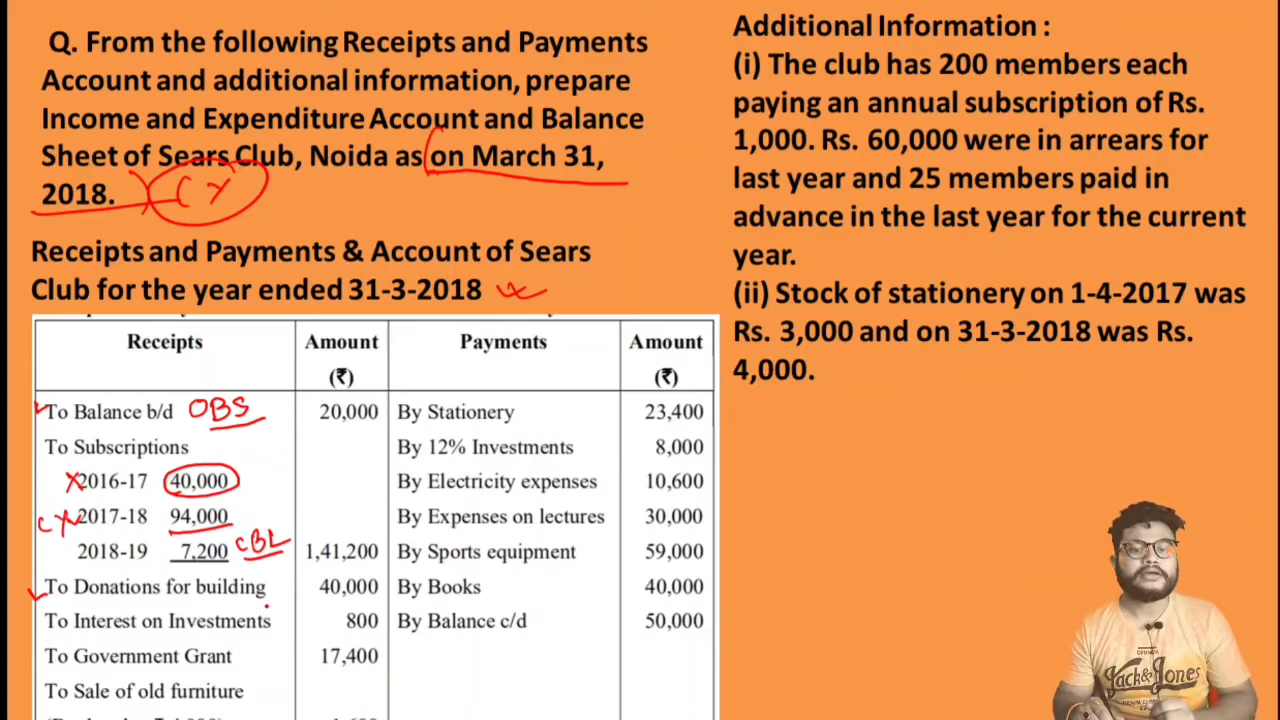 Q. From the following Receipts and Payments
Account and additional information, prepare
Income and Expenditure Account and Balance
Sheet of Sears Club, Noida as on March 31,
2018. (Y)
Receipts and Payments & Account of Sears
Club for the year ended 31-3-2018
Receipts Amount (₹) Payments Amount (₹)
To Balance b/d OBS 20,000 By Stationery 23,400
To Subscriptions By 12% Investments 8,000
2016-17 40,000 By Electricity expenses 10,600
CY 2017-18 94,000 By Expenses on lectures 30,000
2018-19 7,200 CBL 1,41,200 By Sports equipment 59,000
To Donations for building 40,000 By Books 40,000
To Interest on Investments 800 By Balance c/d 50,000
To Government Grant 17,400
To Sale of old furniture
Additional Information :
(i) The club has 200 members each
paying an annual subscription of Rs.
1,000. Rs. 60,000 were in arrears for
last year and 25 members paid in
advance in the last year for the current
year.
(ii) Stock of stationery on 1-4-2017 was
Rs. 3,000 and on 31-3-2018 was Rs.
4,000.
Jack&Jones